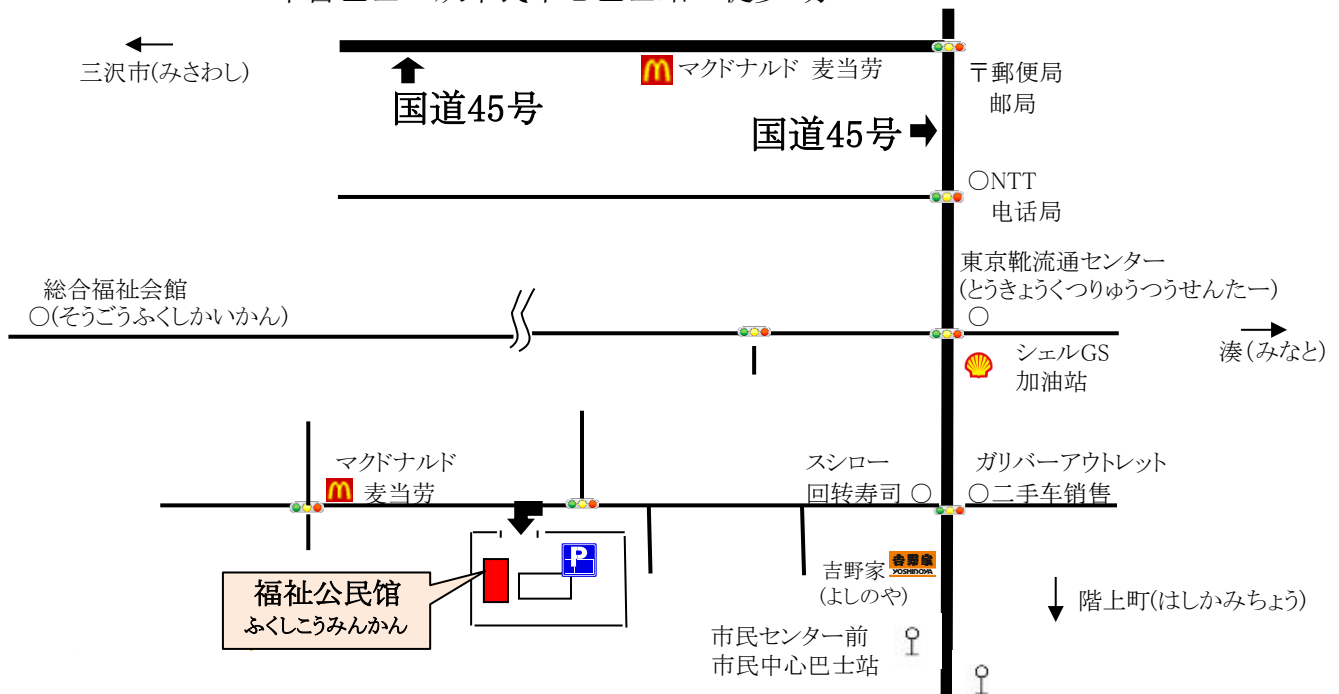 三沢市(みさわし)
マクドナルド 麦当劳
〒郵便局
邮局
国道45号
国道45号
○NTT
电话局
東京靴流通センター
(とうきょうくつりゅうつうせんたー)
○
総合福祉会館
○(そうごうふくしかいかん)
湊(みなと)
シェルGS
加油站
マクドナルド
麦当劳
スシロー
回转寿司 ○
ガリバーアウトレット
○二手车销售
P
吉野家
吉野家
YOSHINOYA
(よしのや)
福祉公民馆
ふくしこうみんかん
階上町(はしかみちょう)
市民センター前
市民中心巴士站